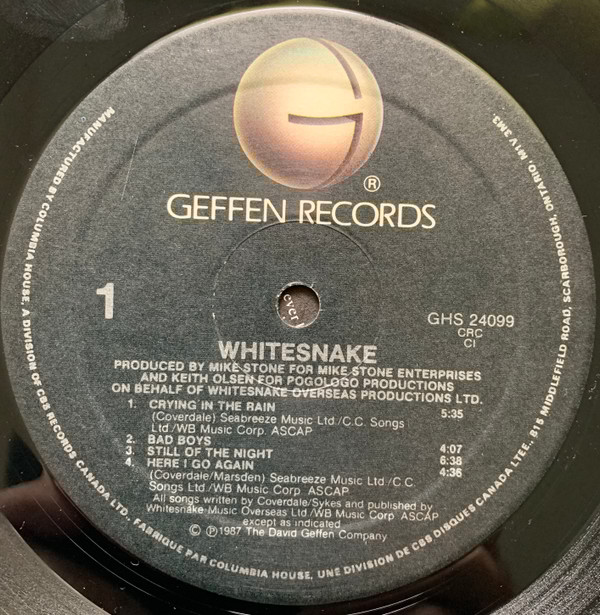 G
®
GEFFEN RECORDS
1
GHS 24099
CRC
CI
ever
WHITESNAKE
PRODUCED BY MIKE STONE FOR MIKE STONE ENTERPRISES
AND KEITH OLSEN FOR POGOLOGO PRODUCTIONS
ON BEHALF OF WHITESNAKE OVERSEAS PRODUCTIONS LTD.
1. CRYING IN THE RAIN 5:35
(Coverdale) Seabreeze Music Ltd./C.C. Songs
Ltd./WB Music Corp. ASCAP
2. BAD BOYS 4:07
3. STILL OF THE NIGHT 6:38
4. HERE I GO AGAIN 4:36
(Coverdale/Marsden) Seabreeze Music Ltd./C.C.
Songs Ltd./WB Music Corp. ASCAP
All songs written by Coverdale/Sykes and published by
Whitesnake Music Overseas Ltd./WB Music Corp. ASCAP
except as indicated
© ℗ 1987 The David Geffen Company
MANUFACTURED BY COLUMBIA HOUSE, A DIVISION OF CBS RECORDS CANADA LTD. FABRIQUE PAR COLUMBIA HOUSE, UNE DIVISION DE CBS DISQUES CANADA LTEE., 815 MIDDLEFIELD ROAD, SCARBOROUGH, ONTARIO, M1V 3M3